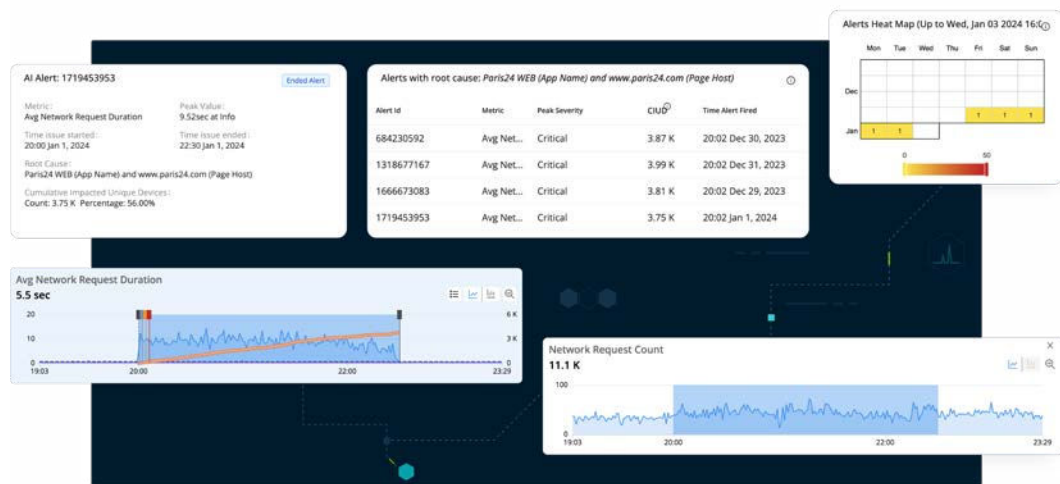 AI Alert: 1719453953
Ended Alert
Metric:
Avg Network Request Duration
Peak Value:
9.52sec at Info
Time issue started:
20:00 Jan 1, 2024
Time issue ended:
22:30 Jan 1, 2024
Root Cause:
Paris24 WEB (App Name) and www.paris24.com (Page Host)
Cumulative Impacted Unique Devices:
Count: 3.75 K Percentage: 56.00%
Alerts with root cause: Paris24 WEB (App Name) and www.paris24.com (Page Host)
Alert Id Metric Peak Severity CIUD Time Alert Fired
684230592 Avg Net... Critical 3.87 K 20:02 Dec 30, 2023
1318677167 Avg Net... Critical 3.99 K 20:02 Dec 31, 2023
1666673083 Avg Net... Critical 3.81 K 20:02 Dec 29, 2023
1719453953 Avg Net... Critical 3.75 K 20:02 Jan 1, 2024
Alerts Heat Map (Up to Wed, Jan 03 2024 16:
Mon Tue Wed Thu Fri Sat Sun
Dec
1 1 1
Jan 1 1
0 50
Avg Network Request Duration
5.5 sec
20 6 K
10 3 K
0 0
19:03 20:00 22:00 23:29
Network Request Count
X
11.1 K
100
0
19:03 20:00 22:00 23:29